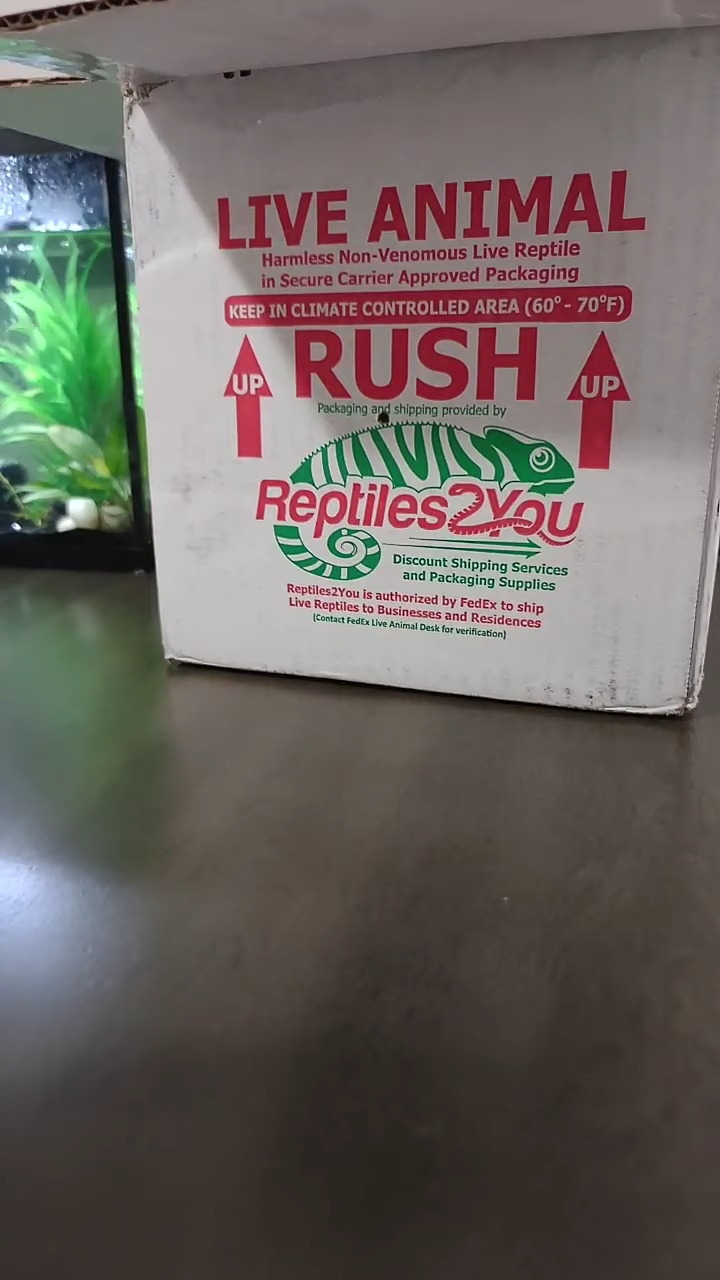 LIVE ANIMAL
Harmless Non-Venomous Live Reptile
in Secure Carrier Approved Packaging
KEEP IN CLIMATE CONTROLLED AREA (60° - 70°F)
UP
RUSH
UP
Packaging and shipping provided by
Reptiles2You
Discount Shipping Services
and Packaging Supplies
Reptiles2You is authorized by FedEx to ship
Live Reptiles to Businesses and Residences
(Contact FedEx Live Animal Desk for verification)